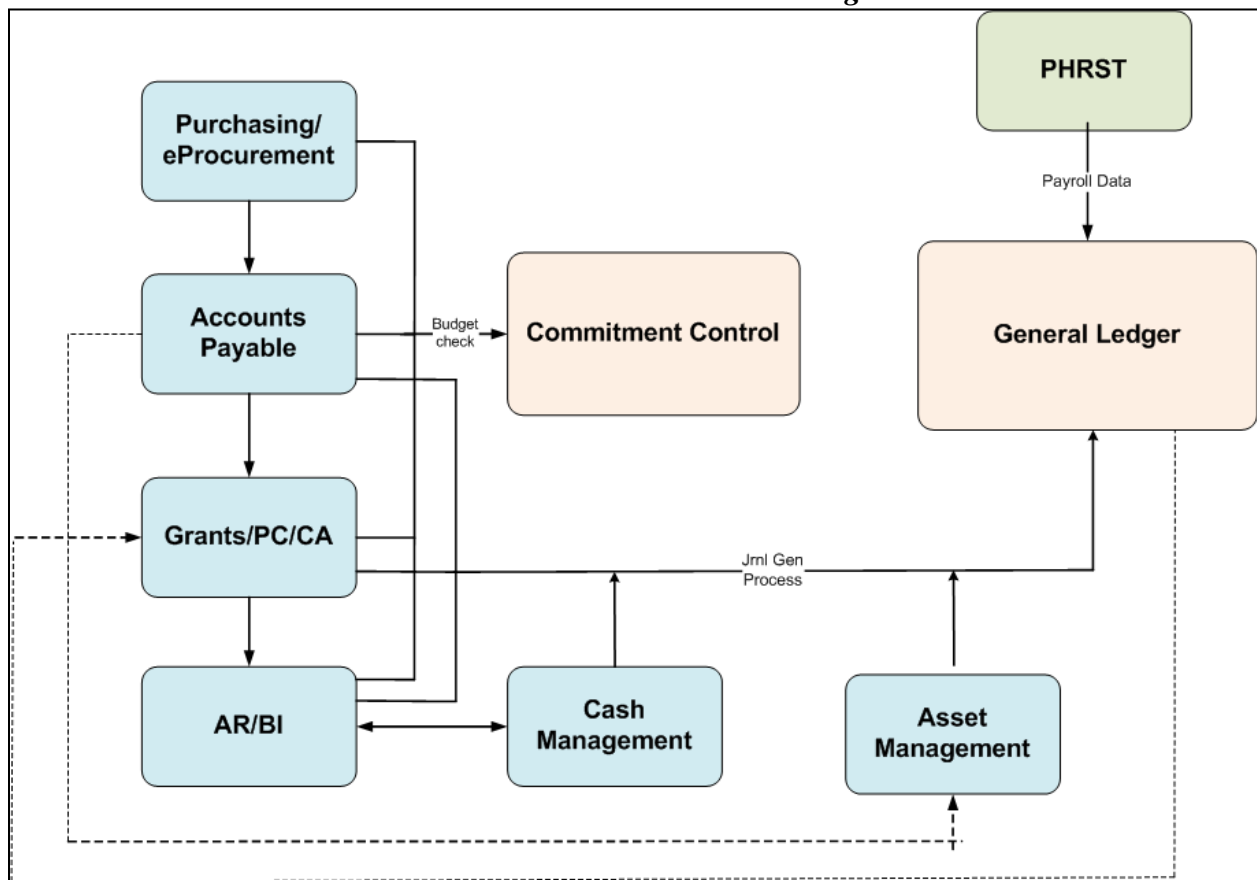 PHRST
Purchasing/
eProcurement
Payroll Data
Accounts
Payable
Budget
check
Commitment Control
General Ledger
Grants/PC/CA
Jrnl Gen
Process
AR/BI
Cash
Management
Asset
Management